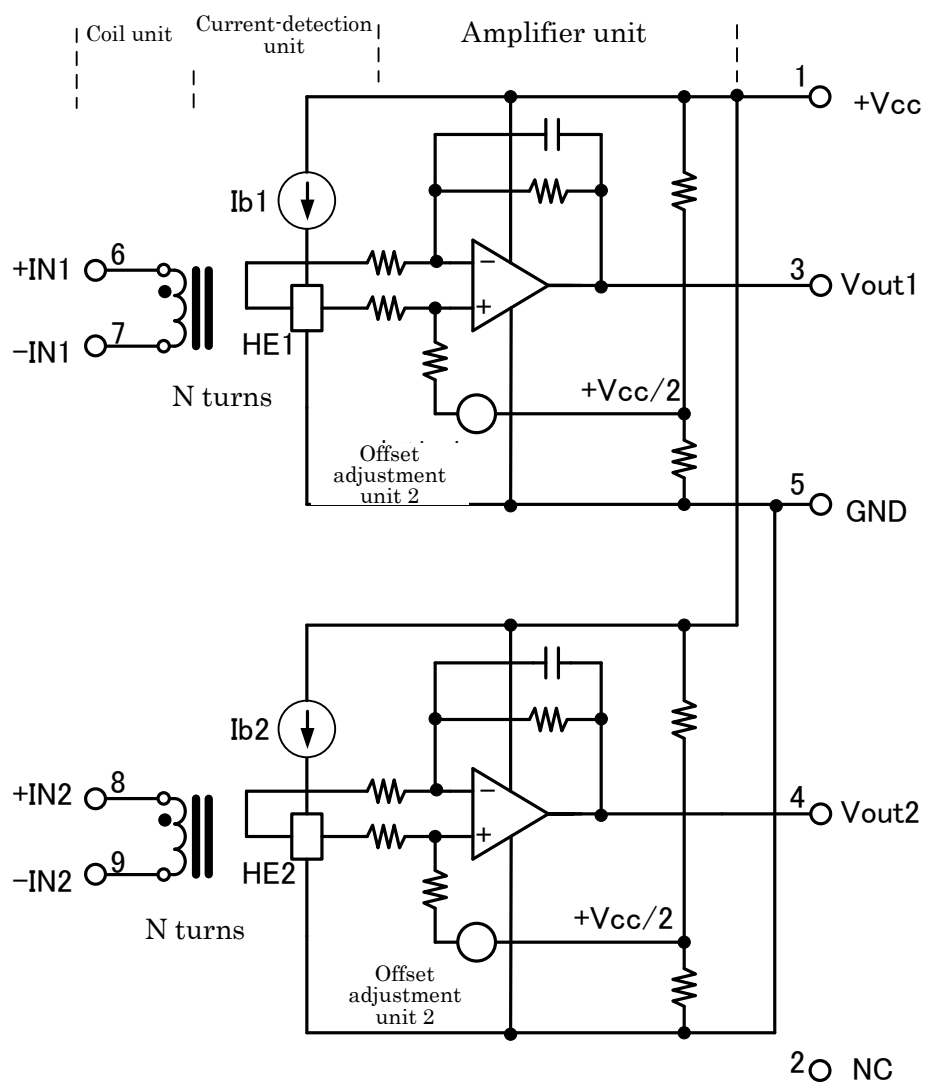 Coil unit
Current-detection
unit
Amplifier unit
1
+Vcc
Ib1
+IN1
6
−
+
3
Vout1
−IN1
7
HE1
N turns
+Vcc/2
Offset
adjustment
unit 2
5
GND
Ib2
+IN2
8
−
+
4
Vout2
−IN2
9
HE2
N turns
+Vcc/2
Offset
adjustment
unit 2
2
NC